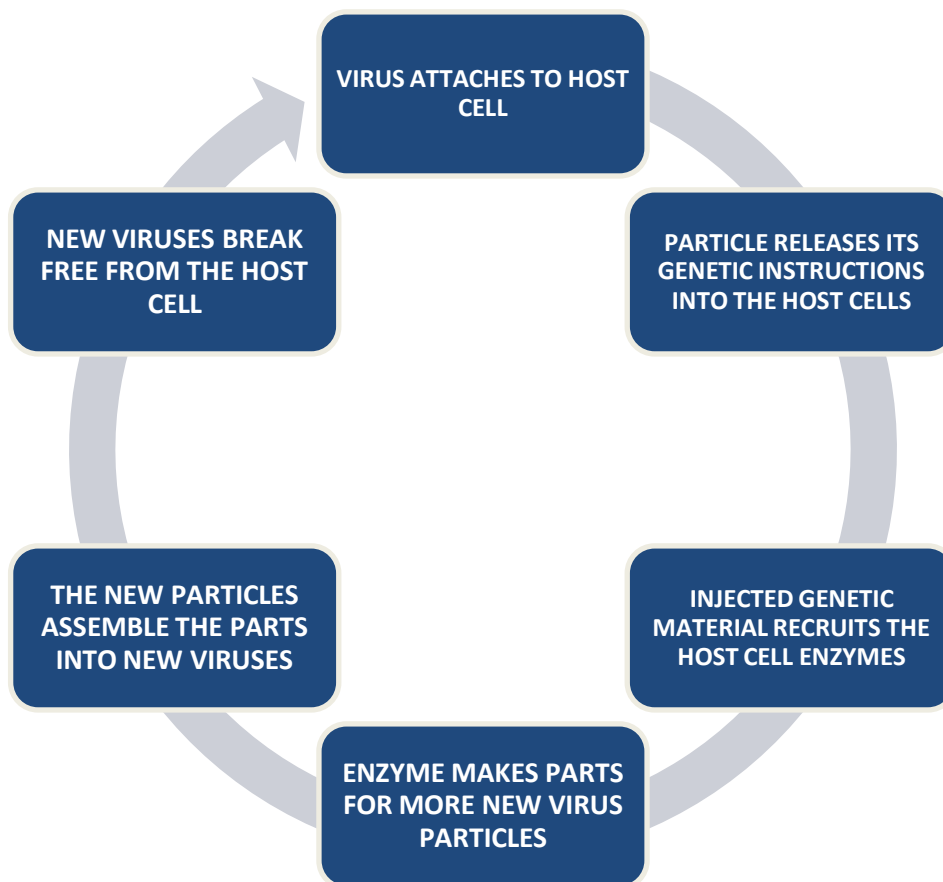 VIRUS ATTACHES TO HOST
CELL
PARTICLE RELEASES ITS
GENETIC INSTRUCTIONS
INTO THE HOST CELLS
INJECTED GENETIC
MATERIAL RECRUITS THE
HOST CELL ENZYMES
ENZYME MAKES PARTS
FOR MORE NEW VIRUS
PARTICLES
THE NEW PARTICLES
ASSEMBLE THE PARTS
INTO NEW VIRUSES
NEW VIRUSES BREAK
FREE FROM THE HOST
CELL